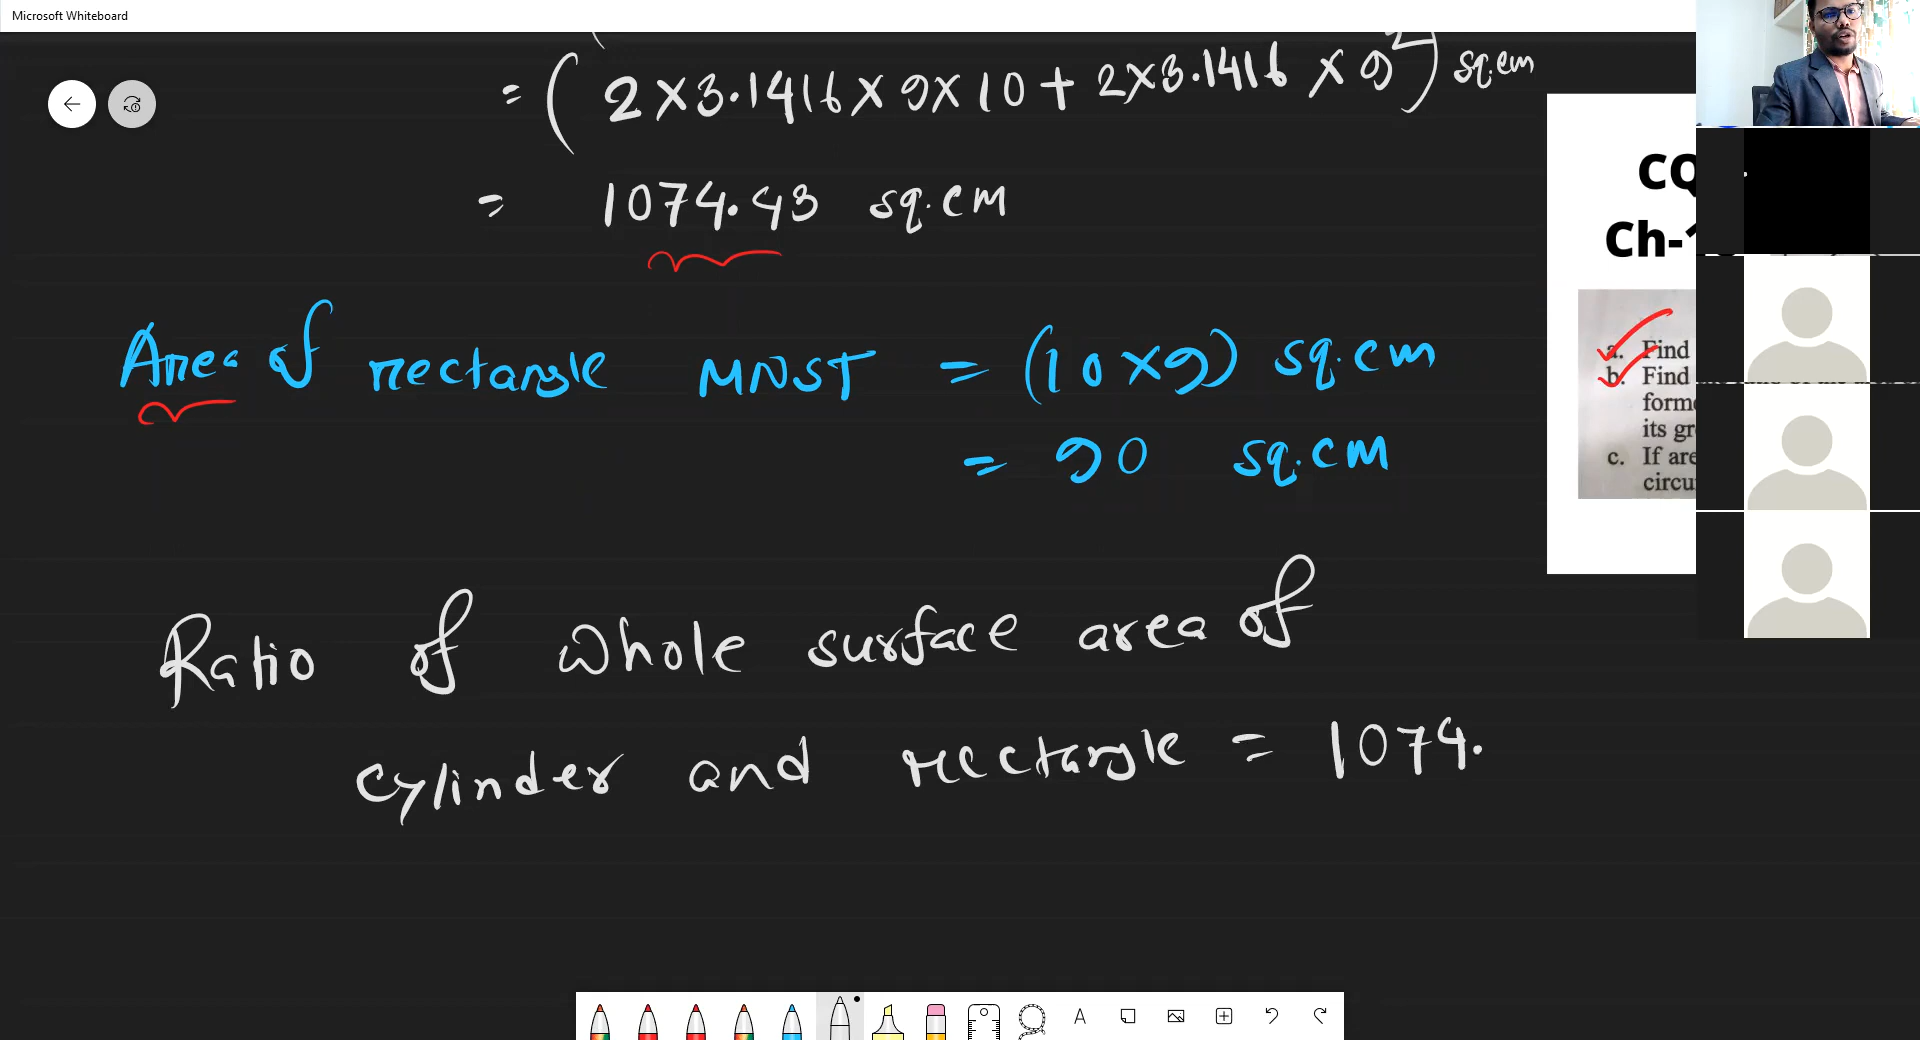 Microsoft Whiteboard
= (2×3.1416×9×10 + 2×3.1416×9²) sq.cm
= 1074.43 sq.cm
Area of rectangle MNST = (10×9) sq.cm
= 90 sq.cm
Ratio of whole surface area of
cylinder and rectangle = 1074.
CQ
Ch-1
a. Find
b. Find
forme
its gr
c. If are
circu
A